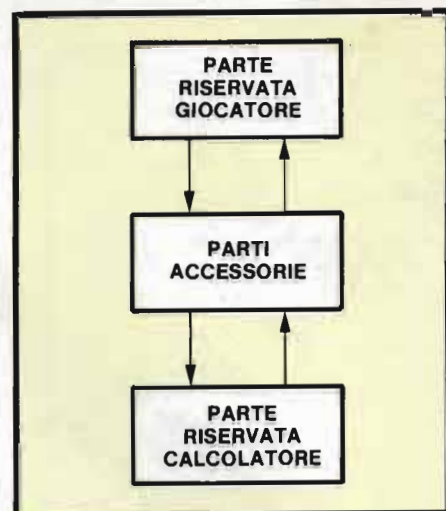 PARTE
RISERVATA
GIOCATORE
PARTI
ACCESSORIE
PARTE
RISERVATA
CALCOLATORE